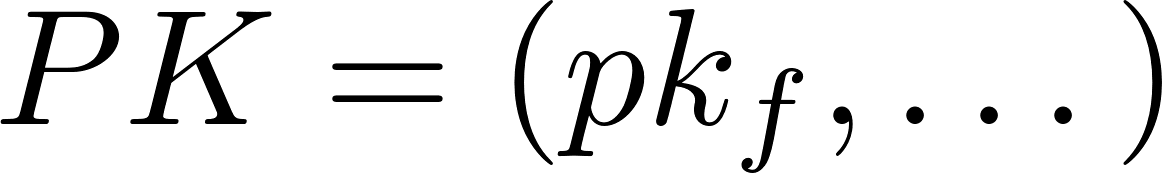 PK = (pk_f, . . . )